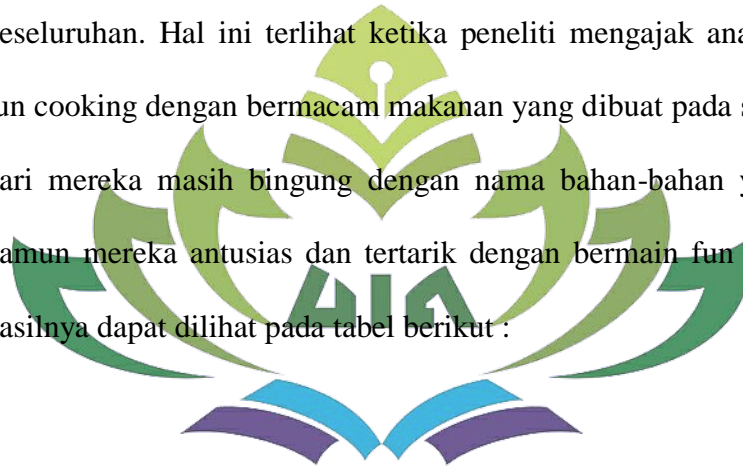 eseluruhan. Hal ini terlihat ketika peneliti mengajak ana
un cooking dengan bermacam makanan yang dibuat pada s
ari mereka masih bingung dengan nama bahan-bahan y
amun mereka antusias dan tertarik dengan bermain fun
asilnya dapat dilihat pada tabel berikut :